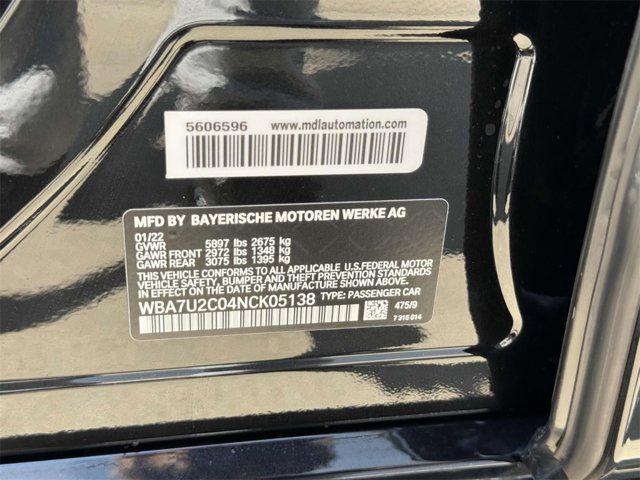 5606596 www.mdlautomation.com
MFD BY BAYERISCHE MOTOREN WERKE AG
01/22
GVWR 5897 lbs 2675 kg
GAWR FRONT 2972 lbs 1348 kg
GAWR REAR 3075 lbs 1395 kg
THIS VEHICLE CONFORMS TO ALL APPLICABLE U.S.FEDERAL MOTOR
VEHICLE SAFETY, BUMPER, AND THEFT PREVENTION STANDARDS
IN EFFECT ON THE DATE OF MANUFACTURE SHOWN ABOVE.
WBA7U2C04NCK05138 TYPE: PASSENGER CAR
475/9
7 315 014